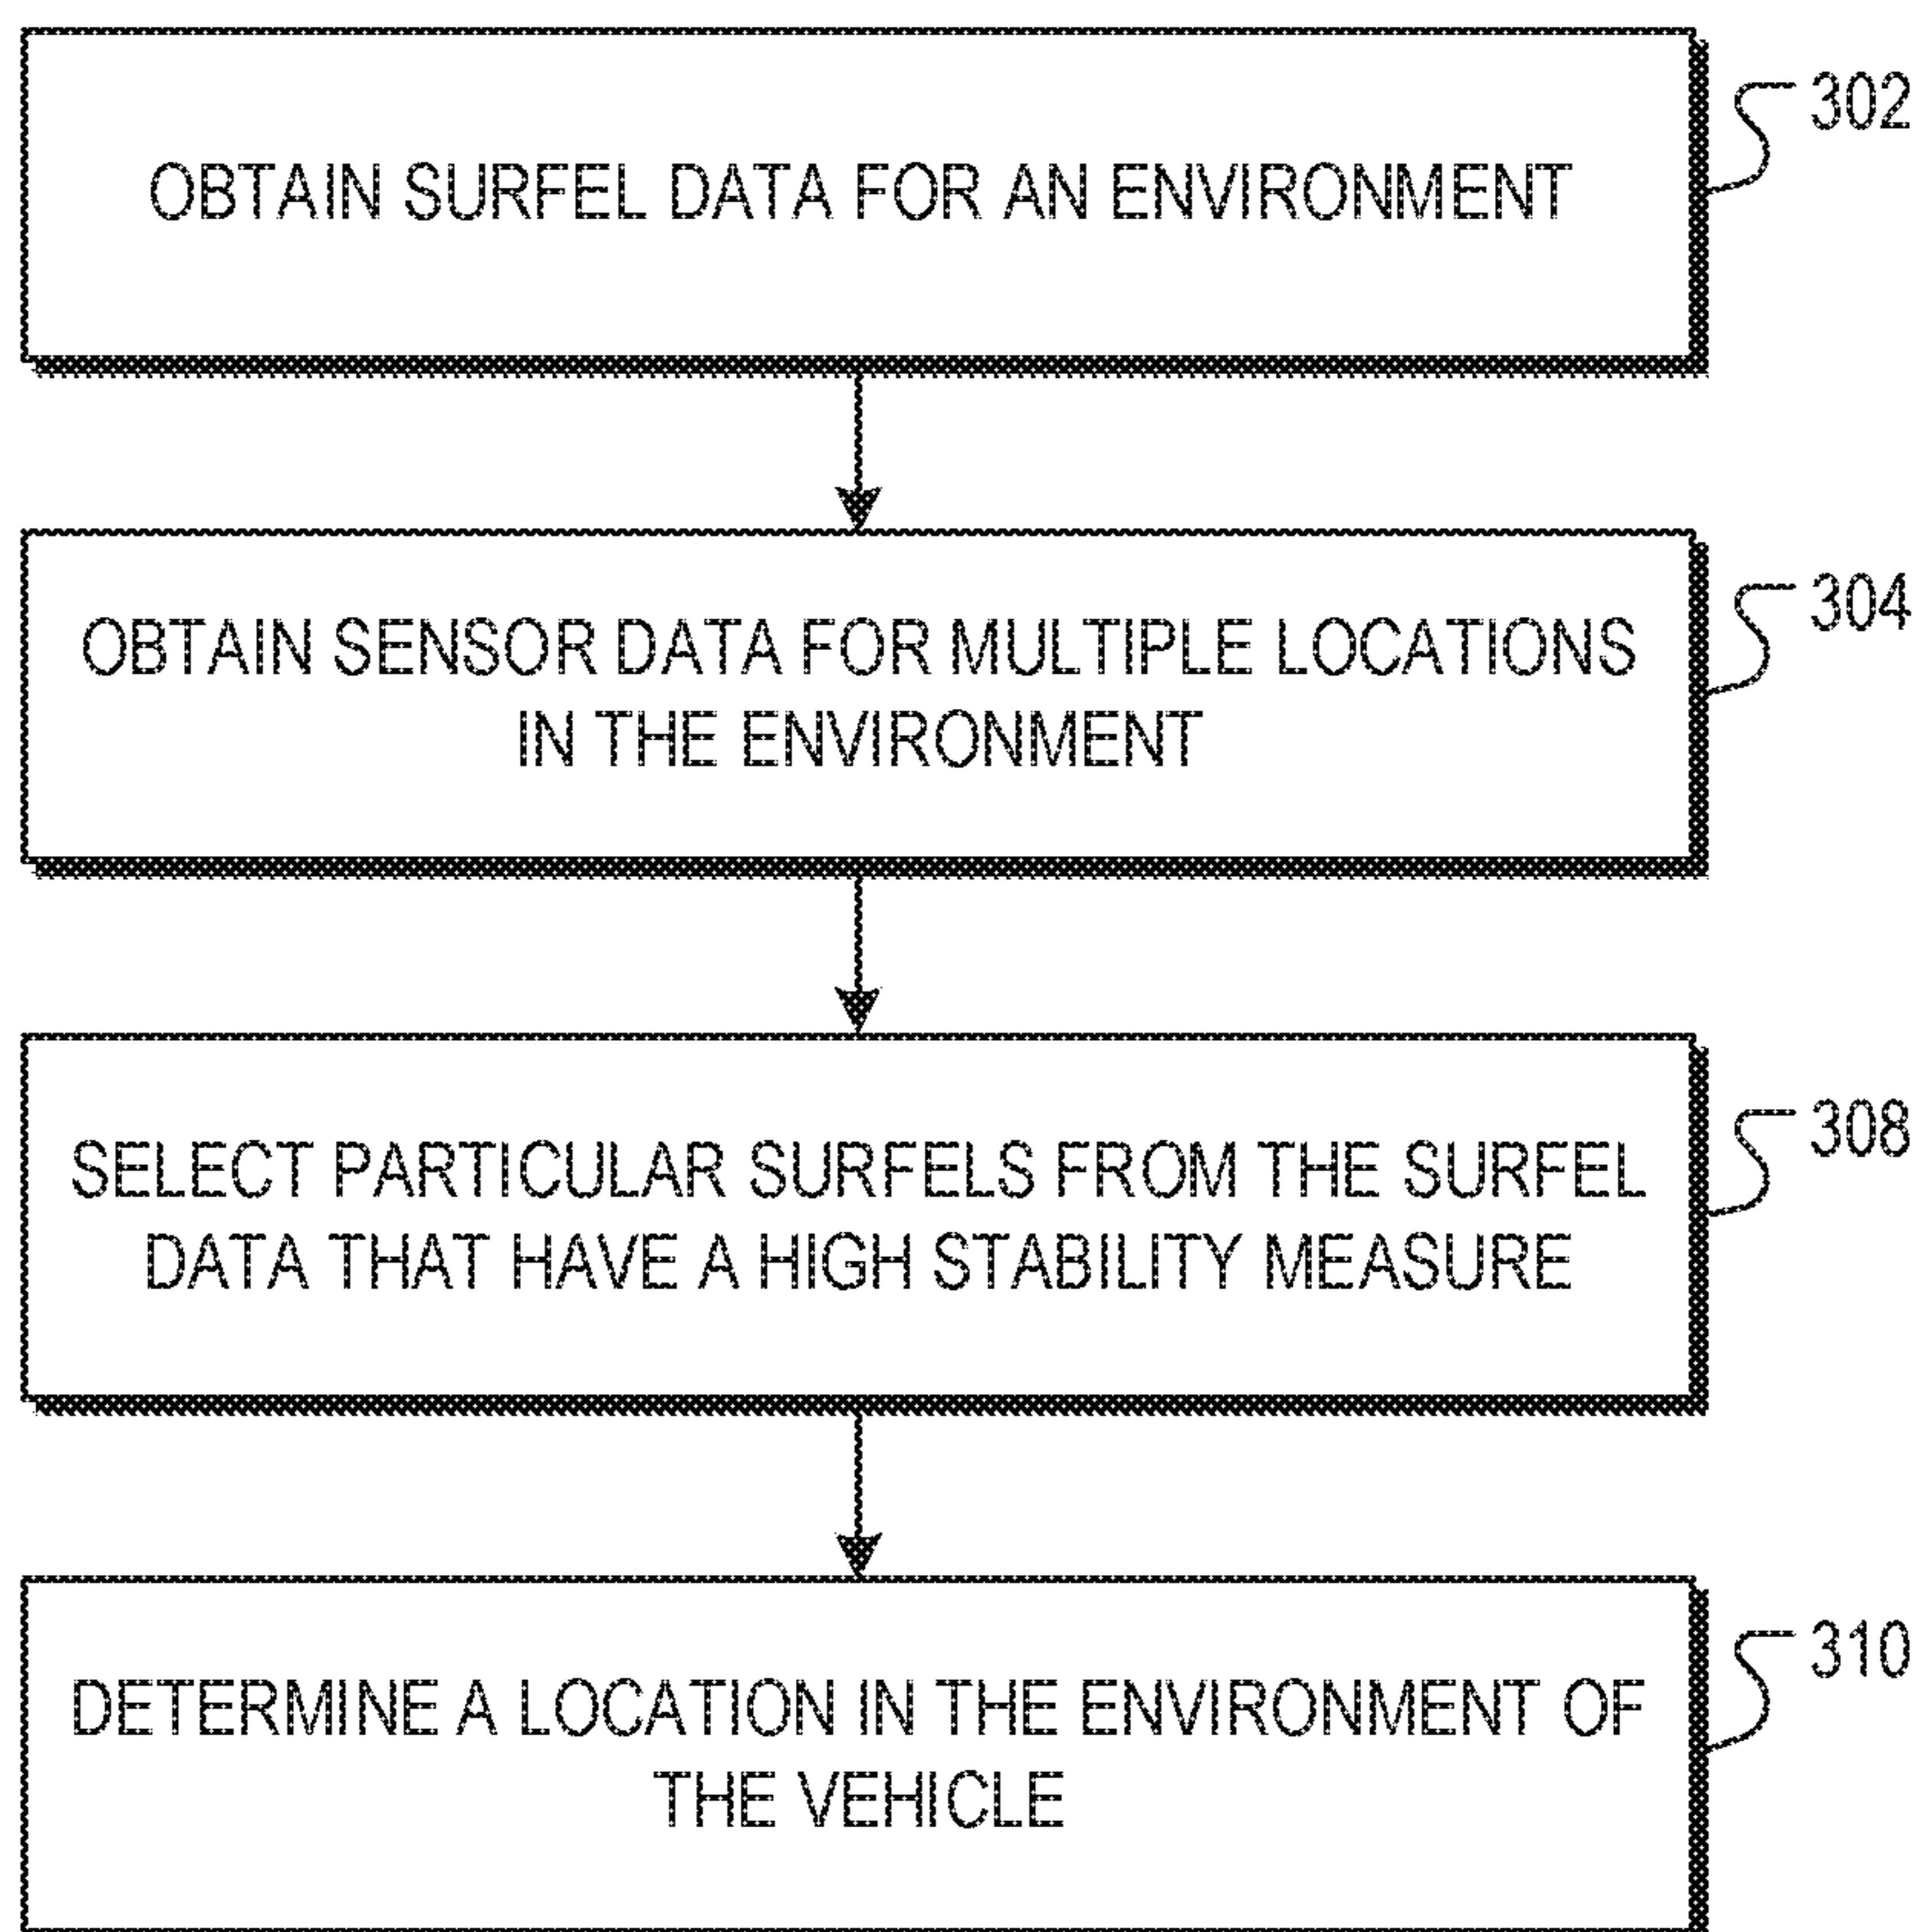 OBTAIN SURFEL DATA FOR AN ENVIRONMENT
302
OBTAIN SENSOR DATA FOR MULTIPLE LOCATIONS
IN THE ENVIRONMENT
304
SELECT PARTICULAR SURFELS FROM THE SURFEL
DATA THAT HAVE A HIGH STABILITY MEASURE
308
DETERMINE A LOCATION IN THE ENVIRONMENT OF
THE VEHICLE
310